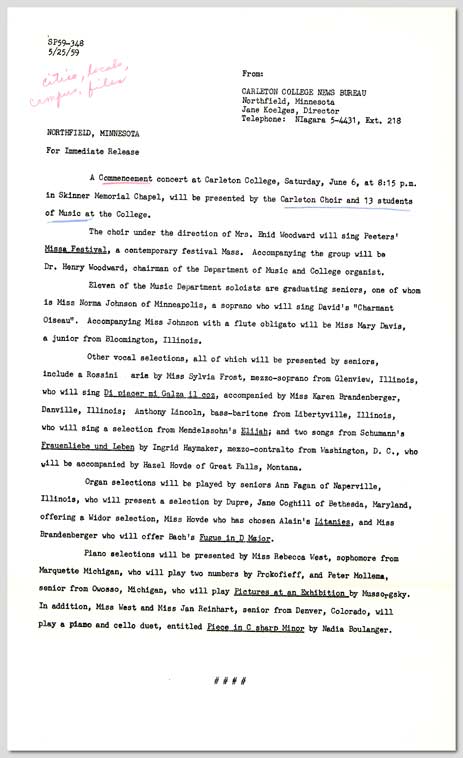 SP59-348
5/25/59
cities, locals,
campus, files
From:
CARLETON COLLEGE NEWS BUREAU
Northfield, Minnesota
Jane Koelges, Director
Telephone: NIagara 5-4431, Ext. 218
NORTHFIELD, MINNESOTA
For Immediate Release
A Commencement concert at Carleton College, Saturday, June 6, at 8:15 p.m.
in Skinner Memorial Chapel, will be presented by the Carleton Choir and 13 students
of Music at the College.
The choir under the direction of Mrs. Enid Woodward will sing Peeters'
Missa Festival, a contemporary festival Mass. Accompanying the group will be
Dr. Henry Woodward, chairman of the Department of Music and College organist.
Eleven of the Music Department soloists are graduating seniors, one of whom
is Miss Norma Johnson of Minneapolis, a soprano who will sing David's "Charmant
Oiseau". Accompanying Miss Johnson with a flute obligato will be Miss Mary Davis,
a junior from Bloomington, Illinois.
Other vocal selections, all of which will be presented by seniors,
include a Rossini aria by Miss Sylvia Frost, mezzo-soprano from Glenview, Illinois,
who will sing Di piacer mi Galza il coz, accompanied by Miss Karen Brandenberger,
Danville, Illinois; Anthony Lincoln, bass-baritone from Libertyville, Illinois,
who will sing a selection from Mendelssohn's Elijah; and two songs from Schumann's
Frauenliebe und Leben by Ingrid Haymaker, mezzo-contralto from Washington, D. C., who
will be accompanied by Hazel Hovde of Great Falls, Montana.
Organ selections will be played by seniors Ann Fagan of Naperville,
Illinois, who will present a selection by Dupre, Jane Coghill of Bethesda, Maryland,
offering a Widor selection, Miss Hovde who has chosen Alain's Litanies, and Miss
Brandenberger who will offer Bach's Fugue in D Major.
Piano selections will be presented by Miss Rebecca West, sophomore from
Marquette Michigan, who will play two numbers by Prokofieff, and Peter Mollema,
senior from Owosso, Michigan, who will play Pictures at an Exhibition by Mussorgsky.
In addition, Miss West and Miss Jan Reinhart, senior from Denver, Colorado, will
play a piano and cello duet, entitled Piece in C sharp Minor by Nadia Boulanger.
# # # #